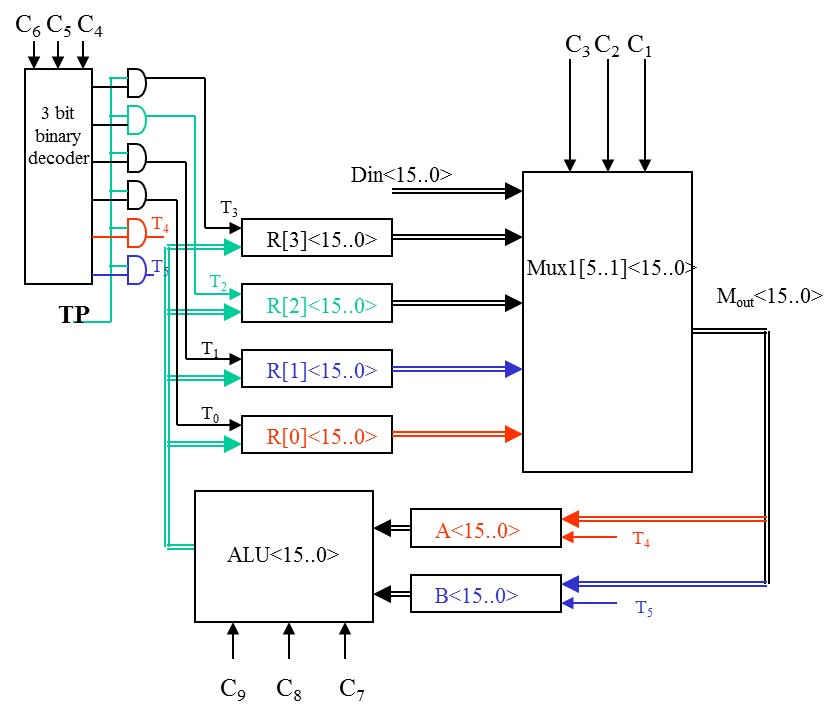 C6 C5 C4
C3 C2 C1
3 bit
binary
decoder
Din<15..0>
T3
T4
R[3]<15..0>
T5
Mux1[5..1]<15..0>
T2
R[2]<15..0>
Mout<15..0>
TP
T1
R[1]<15..0>
T0
R[0]<15..0>
A<15..0>
T4
ALU<15..0>
B<15..0>
T5
C9 C8 C7